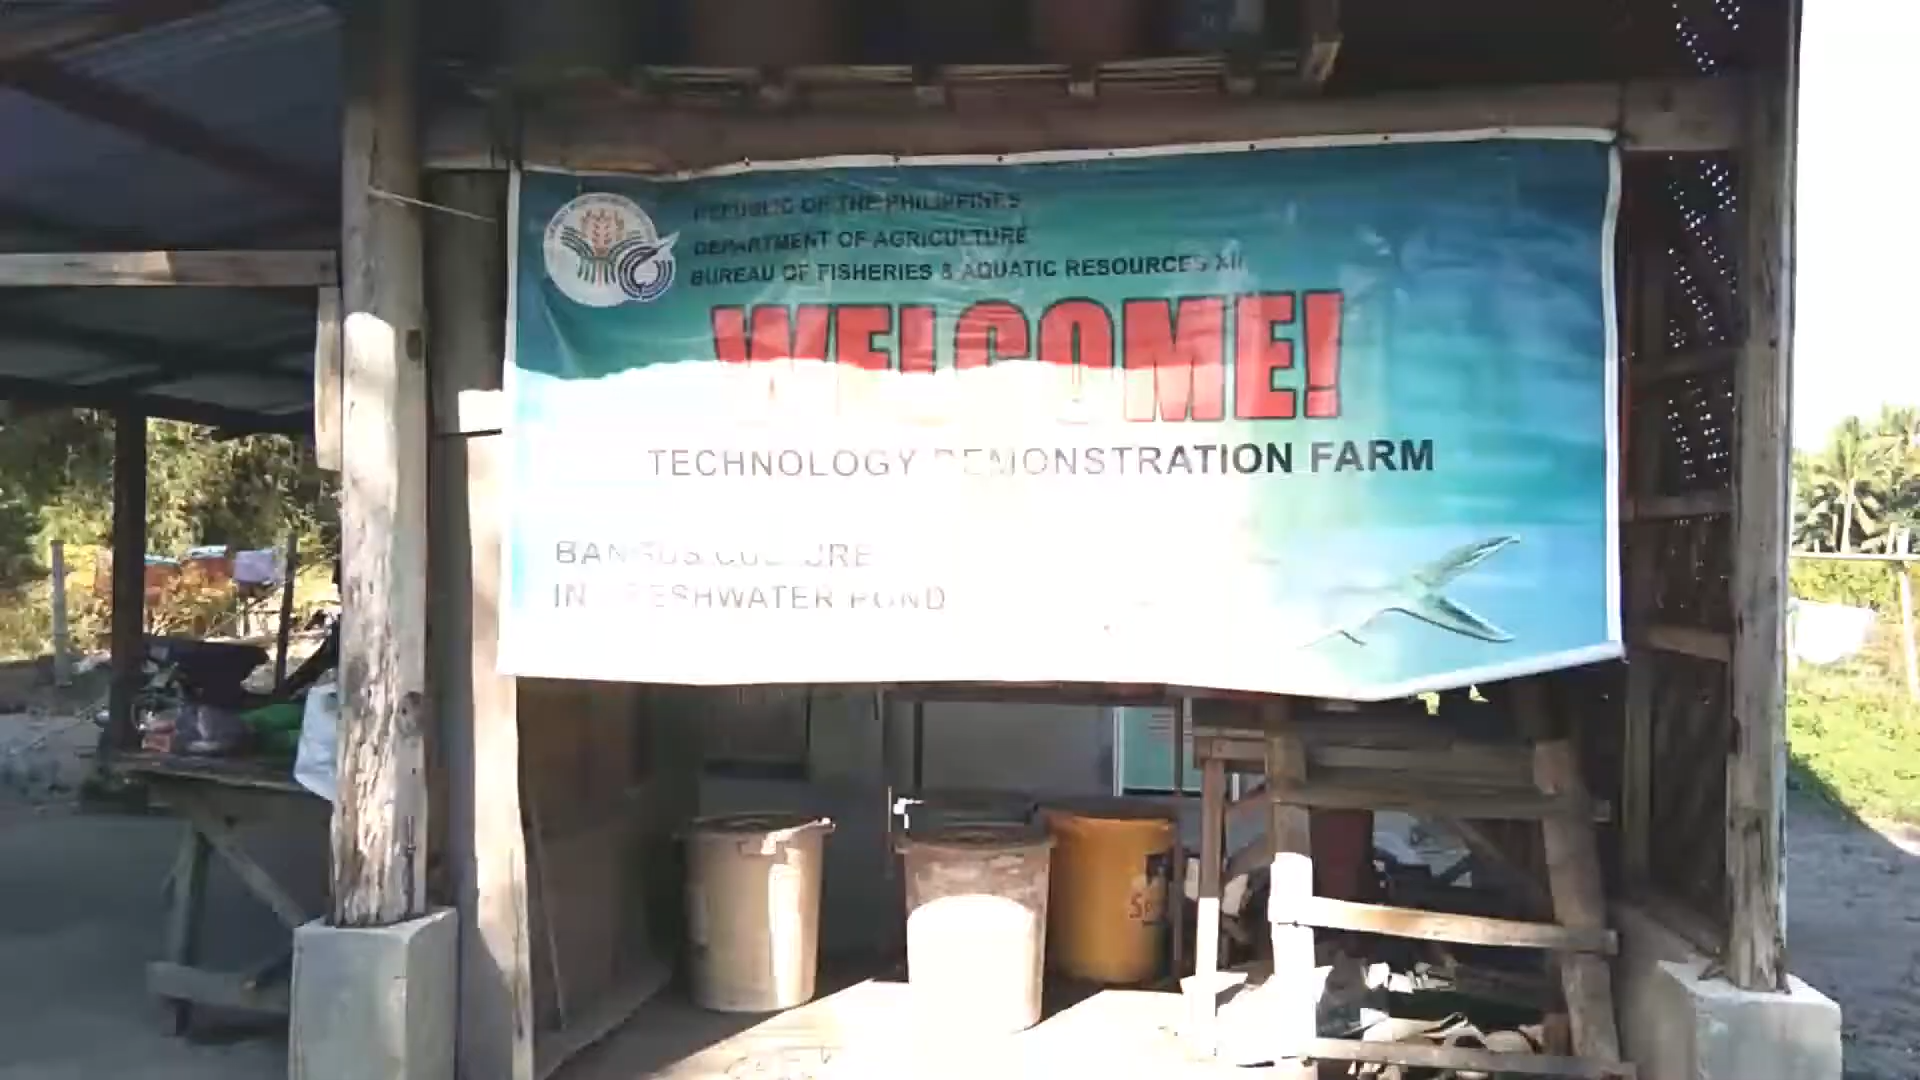 REPUBLIC OF THE PHILIPPINES
DEPARTMENT OF AGRICULTURE
BUREAU OF FISHERIES & AQUATIC RESOURCES XII
WELCOME!
TECHNOLOGY DEMONSTRATION FARM
BANGUS CULTURE
IN FRESHWATER POND